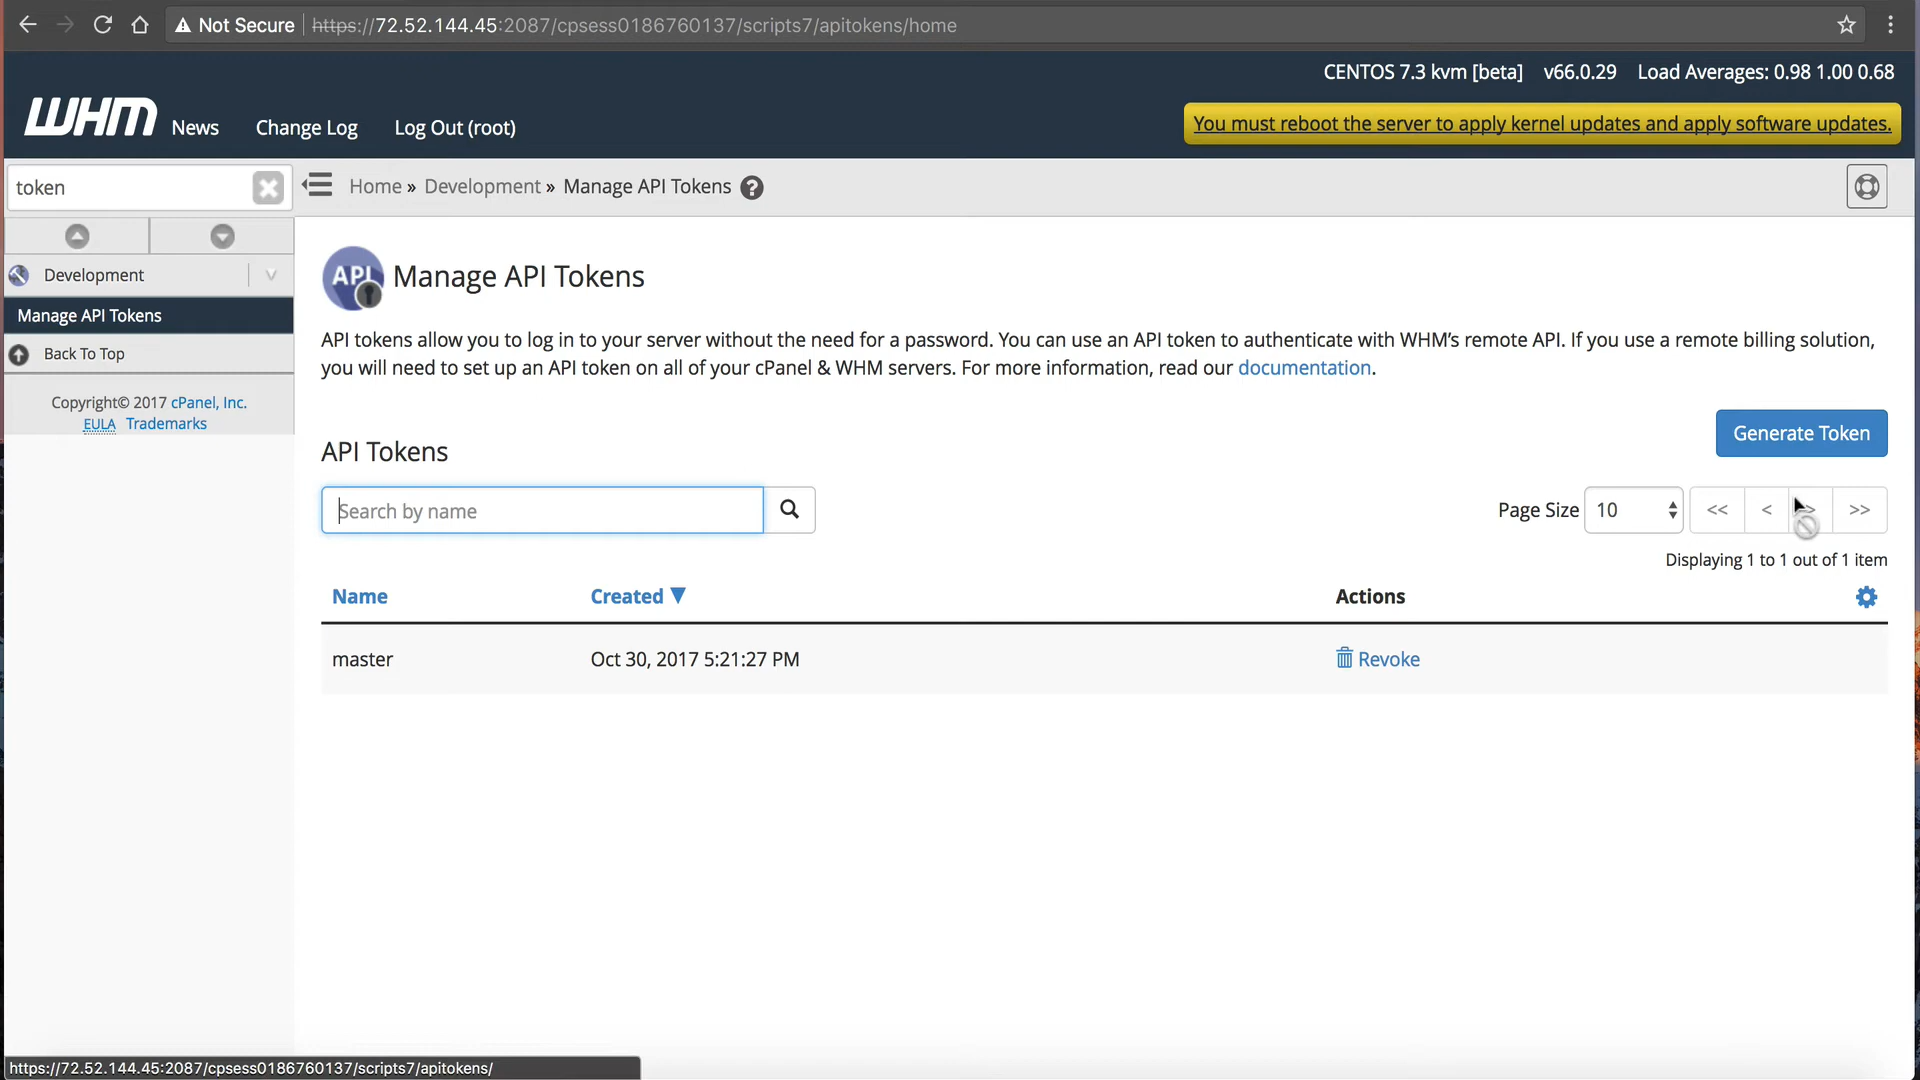 Not Secure https://72.52.144.45:2087/cpsess0186760137/scripts7/apitokens/home
CENTOS 7.3 kvm [beta] v66.0.29 Load Averages: 0.98 1.00 0.68
WHM News Change Log Log Out (root)
You must reboot the server to apply kernel updates and apply software updates.
token
Home » Development » Manage API Tokens ?
Development
Manage API Tokens
Back To Top
Copyright© 2017 cPanel, Inc.
EULA Trademarks
API Manage API Tokens
API tokens allow you to log in to your server without the need for a password. You can use an API token to authenticate with WHM’s remote API. If you use a remote billing solution,
you will need to set up an API token on all of your cPanel & WHM servers. For more information, read our documentation.
Generate Token
API Tokens
Search by name
Page Size 10 << < > >>
Displaying 1 to 1 out of 1 item
Name Created ▼ Actions
master Oct 30, 2017 5:21:27 PM Revoke
https://72.52.144.45:2087/cpsess0186760137/scripts7/apitokens/